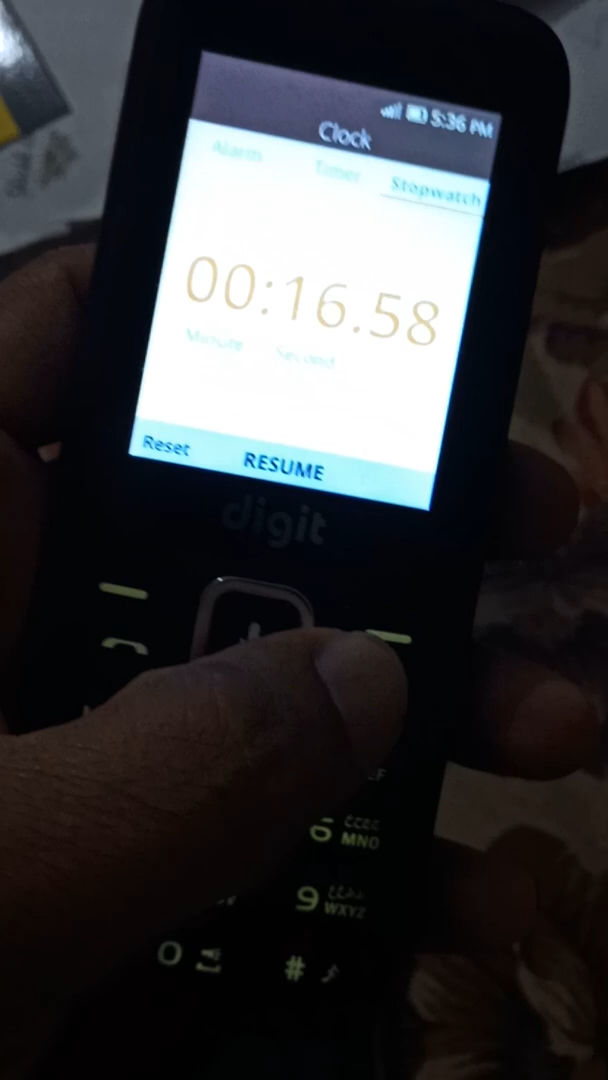 5:36 PM
Clock
Alarm Timer Stopwatch
00:16.58
Minute Second
Reset RESUME
digit
6 MNO
9 WXYZ
0 #